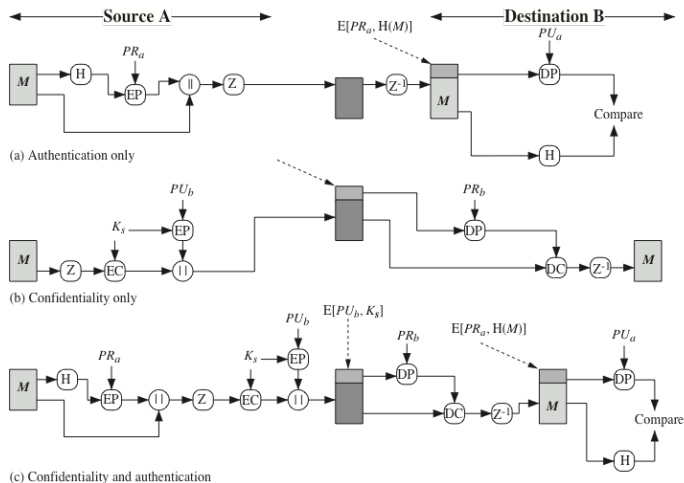 Source A
Destination B
E[PRa, H(M)]
PRa
PUa
M
H
EP
||
Z
Z-1
M
DP
Compare
H
(a) Authentication only
PUb
PRb
Ks
EP
DP
M
Z
EC
||
DC
Z-1
M
(b) Confidentiality only
E[PUb, Ks]
PUb
PRa
Ks
EP
PRb
E[PRa, H(M)]
PUa
M
H
EP
||
Z
EC
||
DP
DC
Z-1
M
DP
Compare
H
(c) Confidentiality and authentication